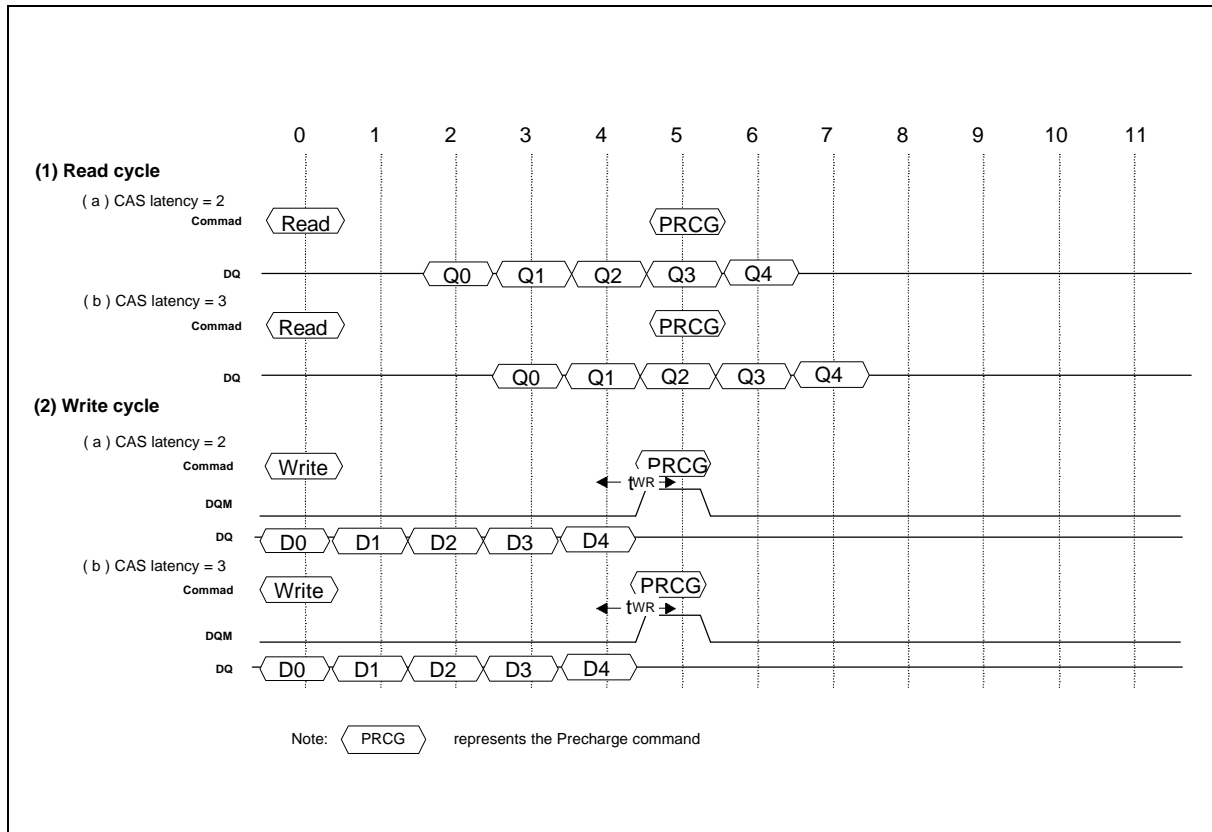 0 1 2 3 4 5 6 7 8 9 10 11
(1) Read cycle
( a ) CAS latency = 2
Commad Read PRCG
DQ Q0 Q1 Q2 Q3 Q4
( b ) CAS latency = 3
Commad Read PRCG
DQ Q0 Q1 Q2 Q3 Q4
(2) Write cycle
( a ) CAS latency = 2
Commad Write PRCG
tWR
DQM
DQ D0 D1 D2 D3 D4
( b ) CAS latency = 3
Commad Write PRCG
tWR
DQM
DQ D0 D1 D2 D3 D4
Note: PRCG represents the Precharge command